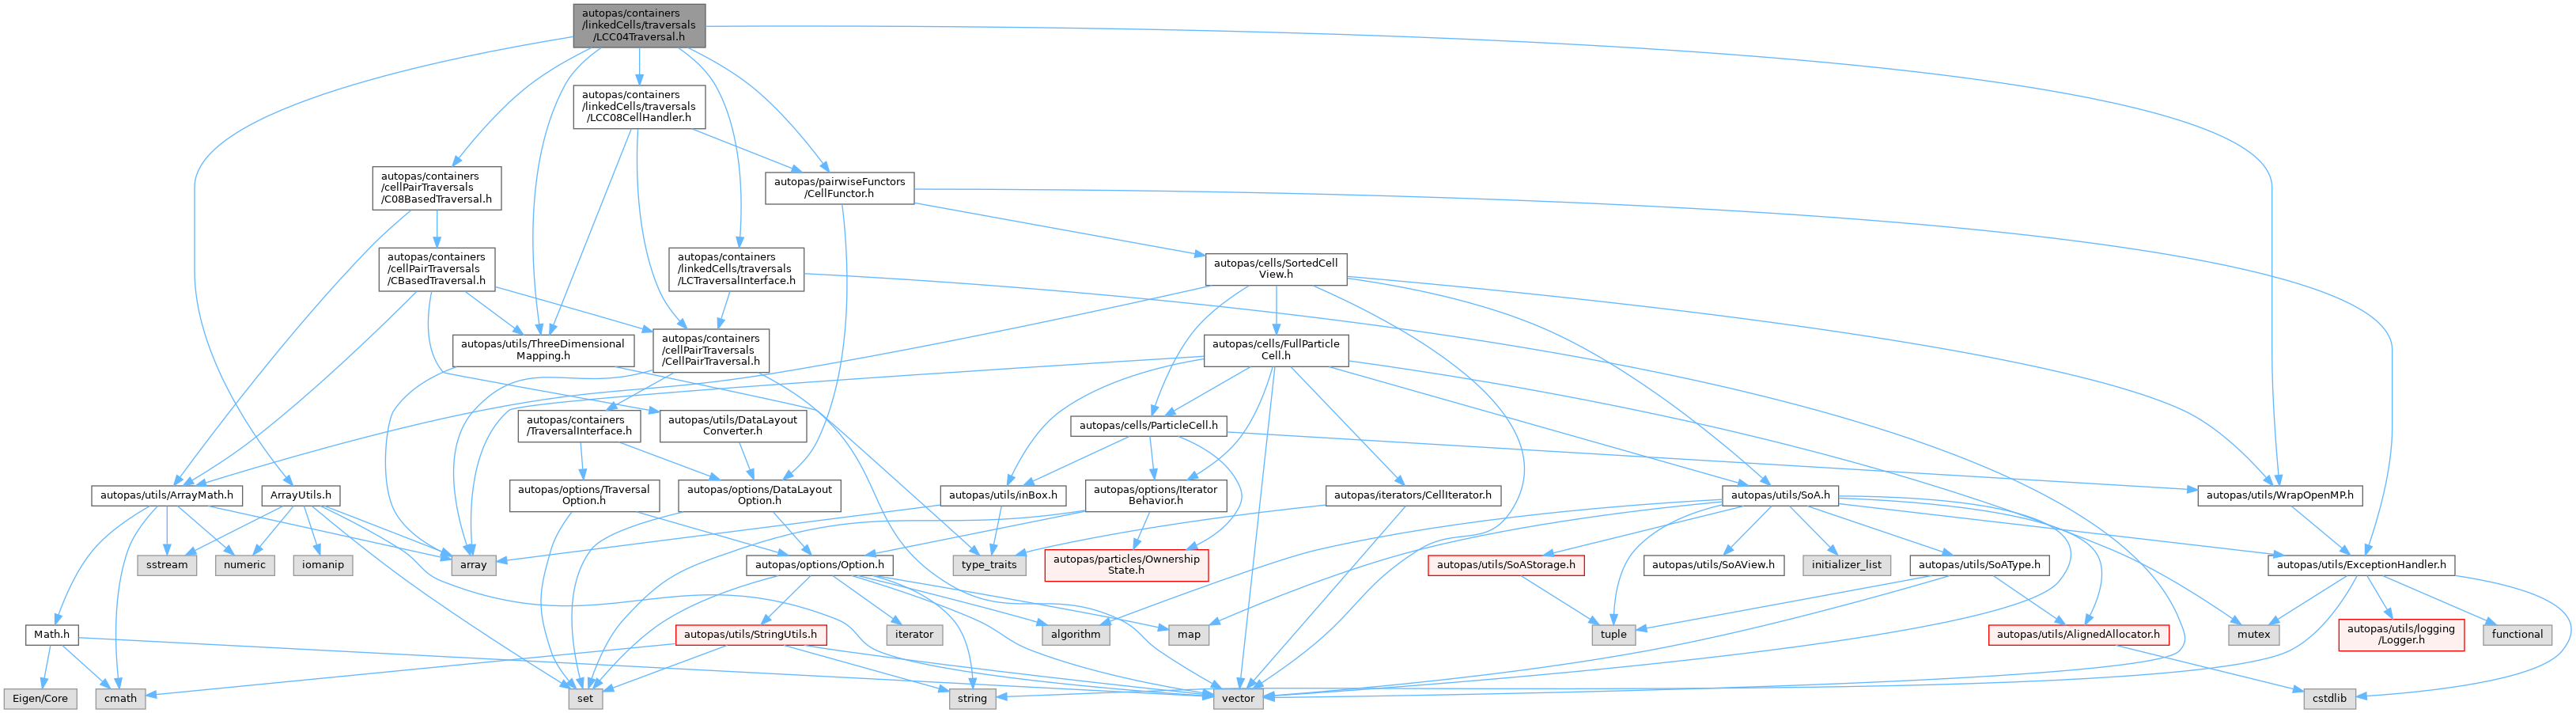 autopas/containers
/linkedCells/traversals
/LCC04Traversal.h
autopas/containers
/linkedCells/traversals
/LCC08CellHandler.h
autopas/containers
/cellPairTraversals
/C08BasedTraversal.h
autopas/pairwiseFunctors
/CellFunctor.h
autopas/containers
/cellPairTraversals
/CBasedTraversal.h
autopas/containers
/linkedCells/traversals
/LCTraversalInterface.h
autopas/cells/SortedCell
View.h
autopas/utils/ThreeDimensional
Mapping.h
autopas/containers
/cellPairTraversals
/CellPairTraversal.h
autopas/cells/FullParticle
Cell.h
autopas/containers
/TraversalInterface.h
autopas/utils/DataLayout
Converter.h
autopas/cells/ParticleCell.h
autopas/utils/ArrayMath.h
ArrayUtils.h
autopas/options/Traversal
Option.h
autopas/options/DataLayout
Option.h
autopas/utils/inBox.h
autopas/options/Iterator
Behavior.h
autopas/iterators/CellIterator.h
autopas/utils/SoA.h
autopas/utils/WrapOpenMP.h
sstream
numeric
iomanip
array
autopas/options/Option.h
type_traits
autopas/particles/Ownership
State.h
autopas/utils/SoAStorage.h
autopas/utils/SoAView.h
initializer_list
autopas/utils/SoAType.h
autopas/utils/ExceptionHandler.h
Math.h
autopas/utils/StringUtils.h
iterator
algorithm
map
tuple
autopas/utils/AlignedAllocator.h
mutex
autopas/utils/logging
/Logger.h
functional
Eigen/Core
cmath
set
string
vector
cstdlib